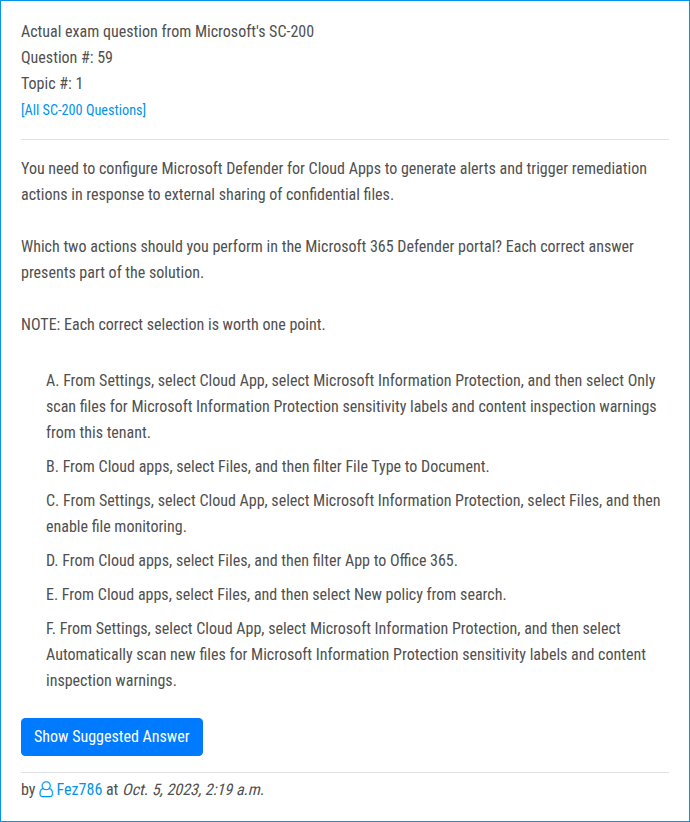 Actual exam question from Microsoft's SC-200
Question #: 59
Topic #: 1
[All SC-200 Questions]
You need to configure Microsoft Defender for Cloud Apps to generate alerts and trigger remediation
actions in response to external sharing of confidential files.
Which two actions should you perform in the Microsoft 365 Defender portal? Each correct answer
presents part of the solution.
NOTE: Each correct selection is worth one point.
A. From Settings, select Cloud App, select Microsoft Information Protection, and then select Only
scan files for Microsoft Information Protection sensitivity labels and content inspection warnings
from this tenant.
B. From Cloud apps, select Files, and then filter File Type to Document.
C. From Settings, select Cloud App, select Microsoft Information Protection, select Files, and then
enable file monitoring.
D. From Cloud apps, select Files, and then filter App to Office 365.
E. From Cloud apps, select Files, and then select New policy from search.
F. From Settings, select Cloud App, select Microsoft Information Protection, and then select
Automatically scan new files for Microsoft Information Protection sensitivity labels and content
inspection warnings.
Show Suggested Answer
by Fez786 at Oct. 5, 2023, 2:19 a.m.